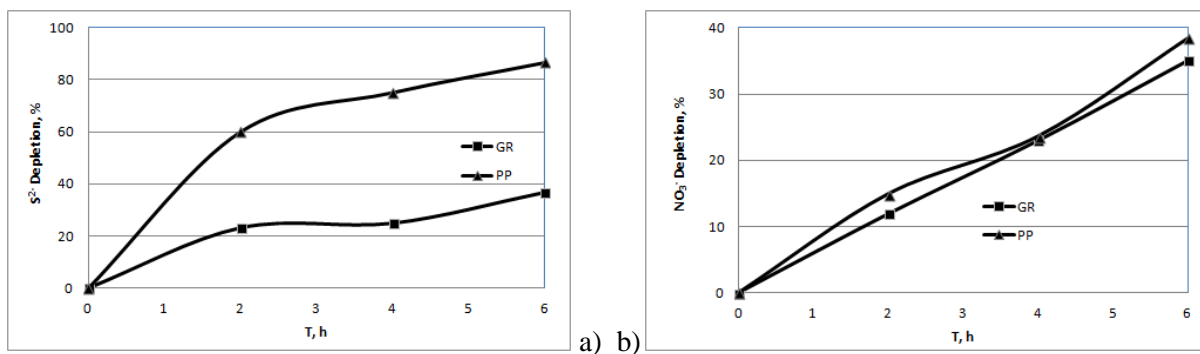 100
80
60
40
20
0
S²⁻ Depletion, %
GR
PP
0 1 2 3 4 5 6
T, h
a) b)
40
30
20
10
0
NO₃⁻ Depletion, %
GR
PP
0 1 2 3 4 5 6
T, h